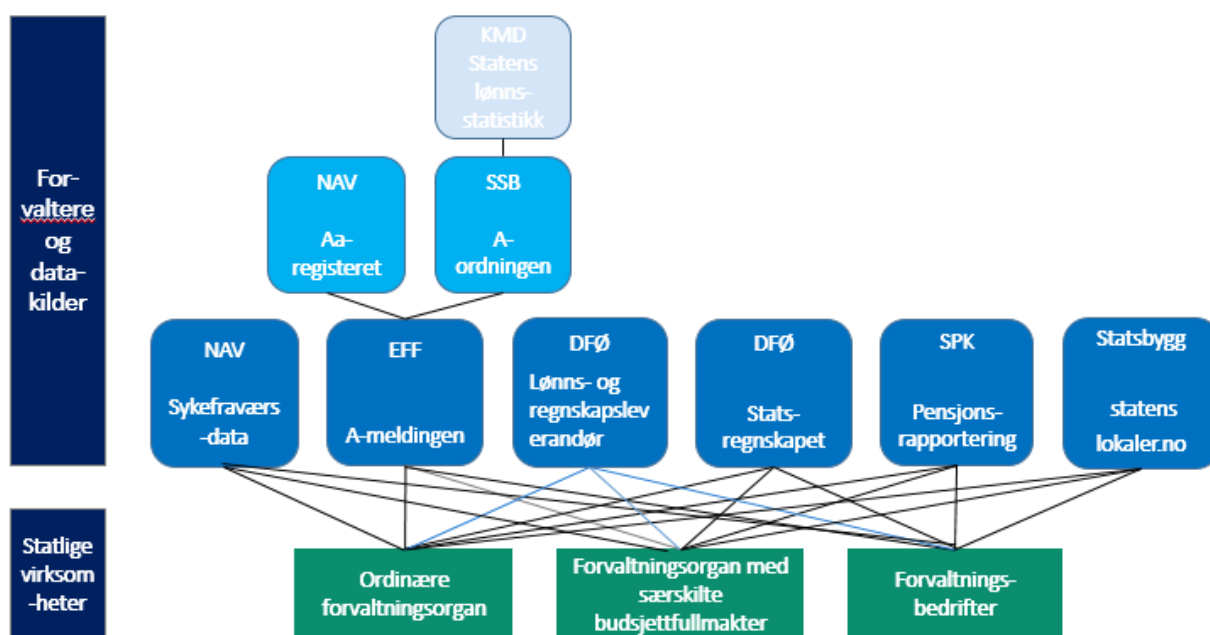 For-
valtere
og
data-
kilder
KMD
Statens
lønns-
statistikk
NAV
Aa-
registeret
SSB
A-
ordningen
NAV
Sykefraværs
-data
EFF
A-meldingen
DFØ
Lønns- og
regnskapslev
erandør
DFØ
Stats-
regnskapet
SPK
Pensjons-
rapportering
Statsbygg
statens
lokaler.no
Statlige
virksom
-heter
Ordinære
forvaltningsorgan
Forvaltningsorgan med
særskilte
budsjettfullmakter
Forvaltnings-
bedrifter